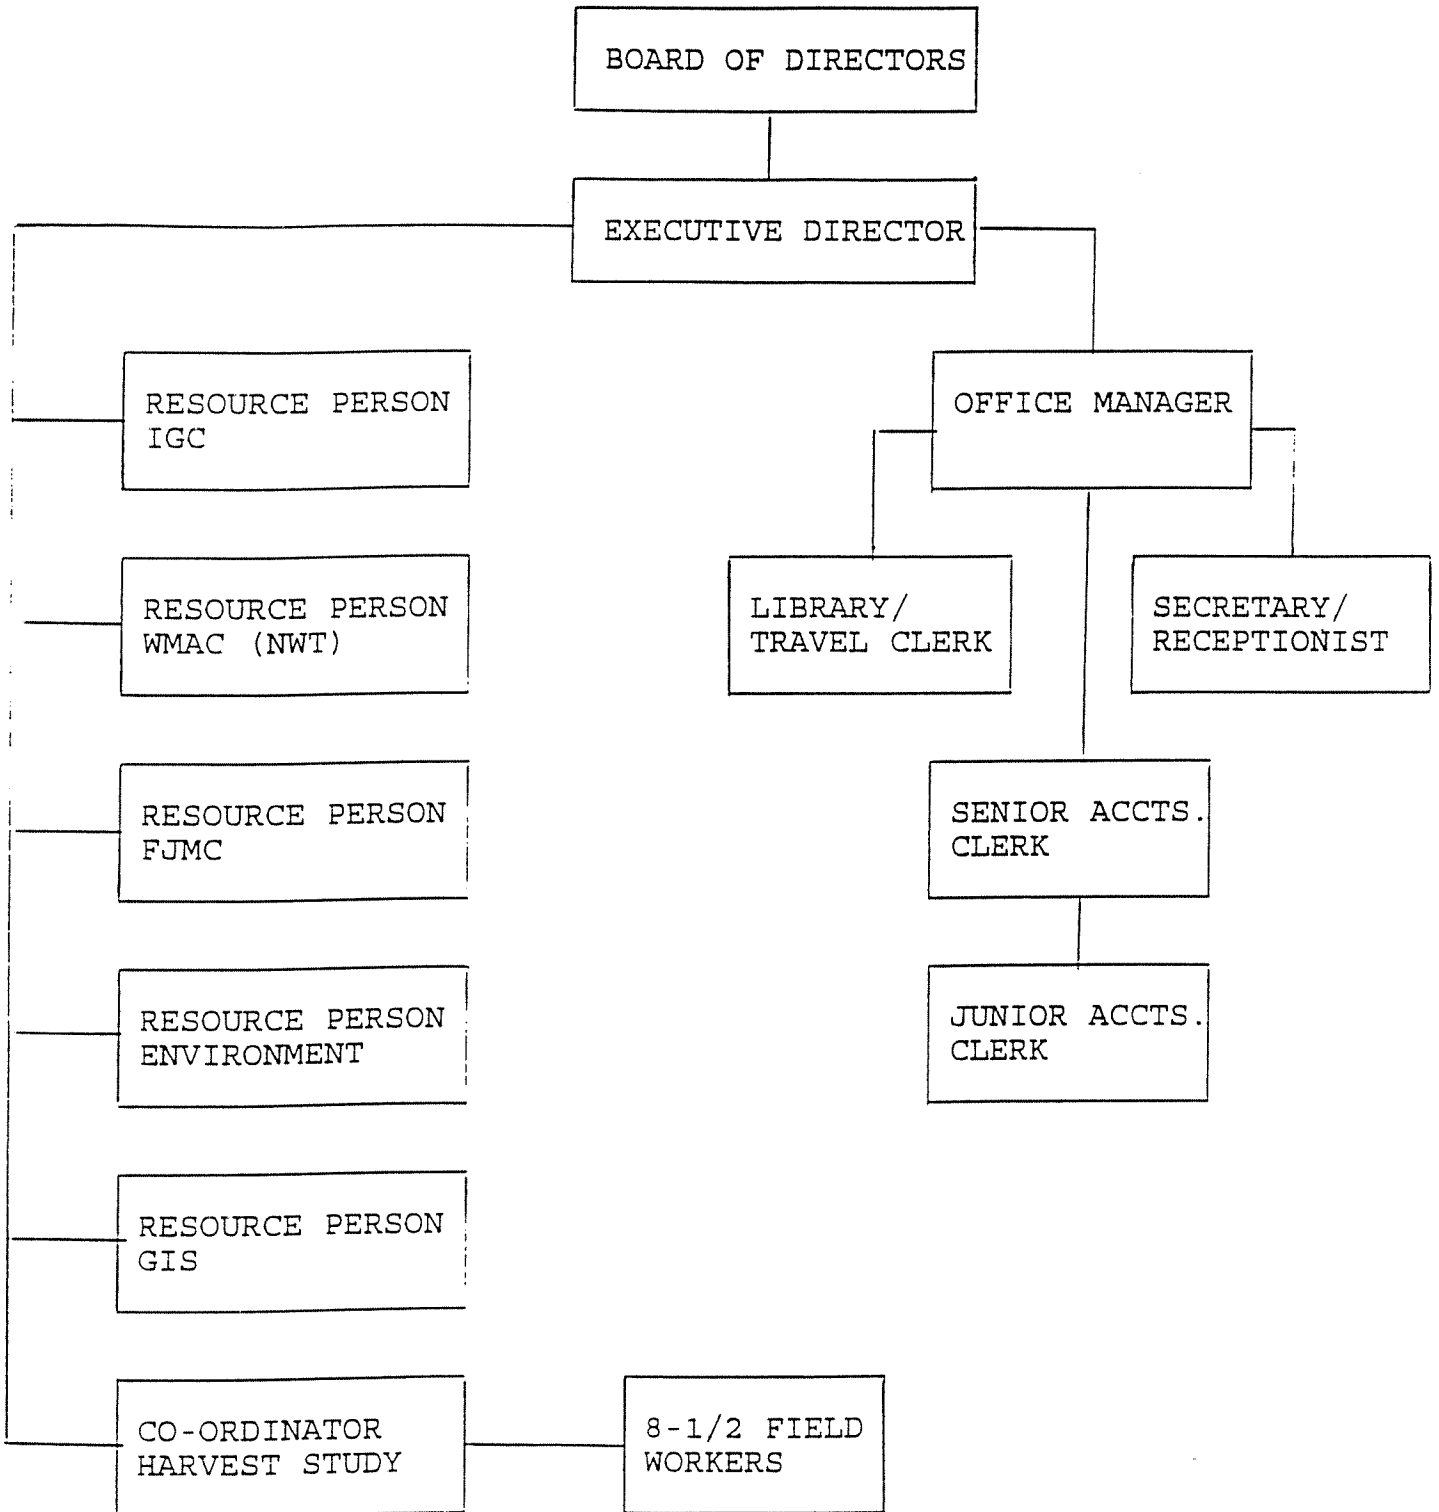 BOARD OF DIRECTORS
EXECUTIVE DIRECTOR
RESOURCE PERSON
IGC
OFFICE MANAGER
RESOURCE PERSON
WMAC (NWT)
LIBRARY/
TRAVEL CLERK
SECRETARY/
RECEPTIONIST
RESOURCE PERSON
FJMC
SENIOR ACCTS.
CLERK
RESOURCE PERSON
ENVIRONMENT
JUNIOR ACCTS.
CLERK
RESOURCE PERSON
GIS
CO-ORDINATOR
HARVEST STUDY
8-1/2 FIELD
WORKERS